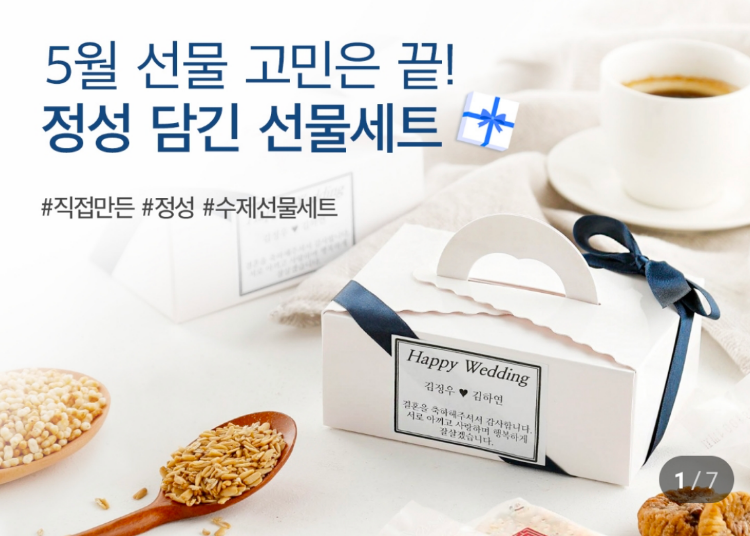 5월 선물 고민은 끝!
정성 담긴 선물세트
#직접만든 #정성 #수제선물세트
Happy Wedding
김정우 ♥ 김하연
결혼을 축하해주셔서 감사합니다.
서로 아끼고 사랑하며 행복하게
잘살겠습니다.
1 / 7